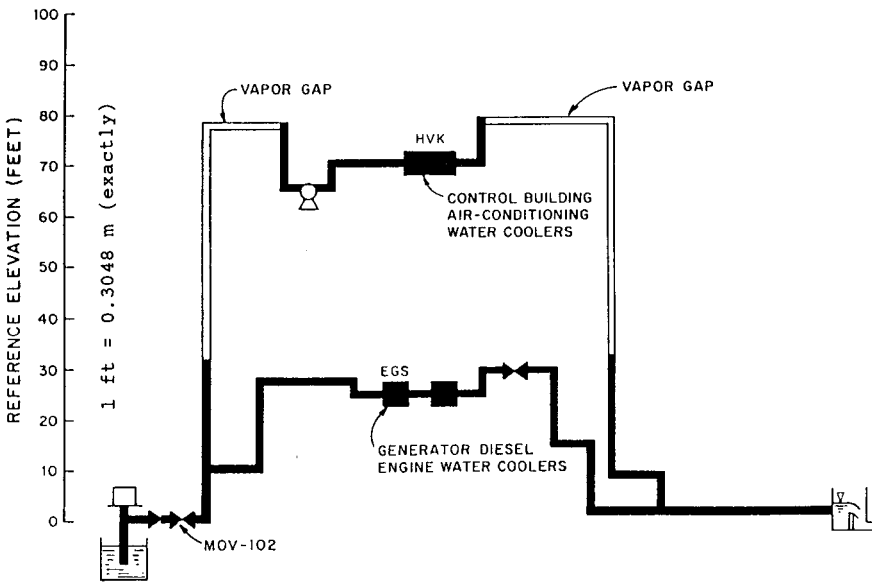 100
90
80
70
60
50
40
30
20
10
0
REFERENCE ELEVATION (FEET)
1 ft = 0.3048 m (exactly)
VAPOR GAP
VAPOR GAP
HVK
CONTROL BUILDING
AIR-CONDITIONING
WATER COOLERS
EGS
GENERATOR DIESEL
ENGINE WATER COOLERS
MOV-102